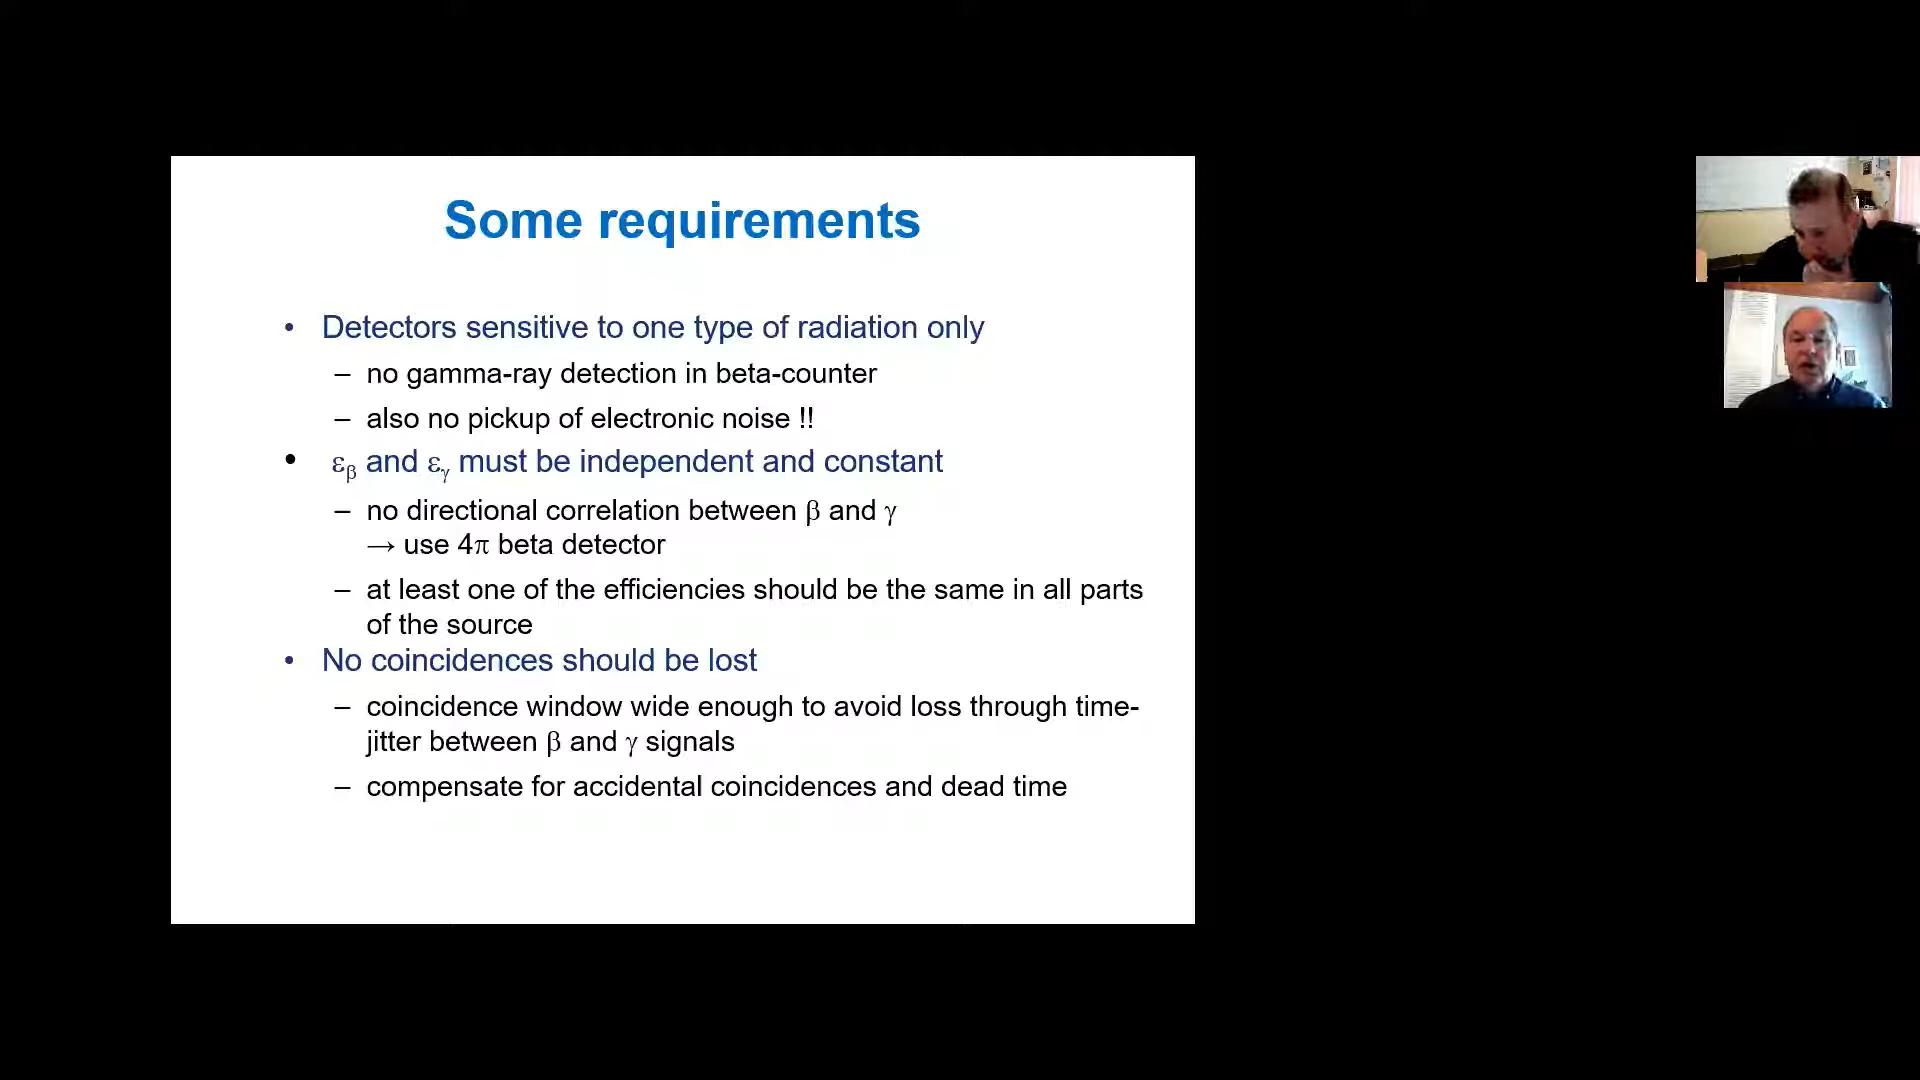 Some requirements
• Detectors sensitive to one type of radiation only
– no gamma-ray detection in beta-counter
– also no pickup of electronic noise !!
• εβ and εγ must be independent and constant
– no directional correlation between β and γ
→ use 4π beta detector
– at least one of the efficiencies should be the same in all parts
of the source
• No coincidences should be lost
– coincidence window wide enough to avoid loss through time-
jitter between β and γ signals
– compensate for accidental coincidences and dead time